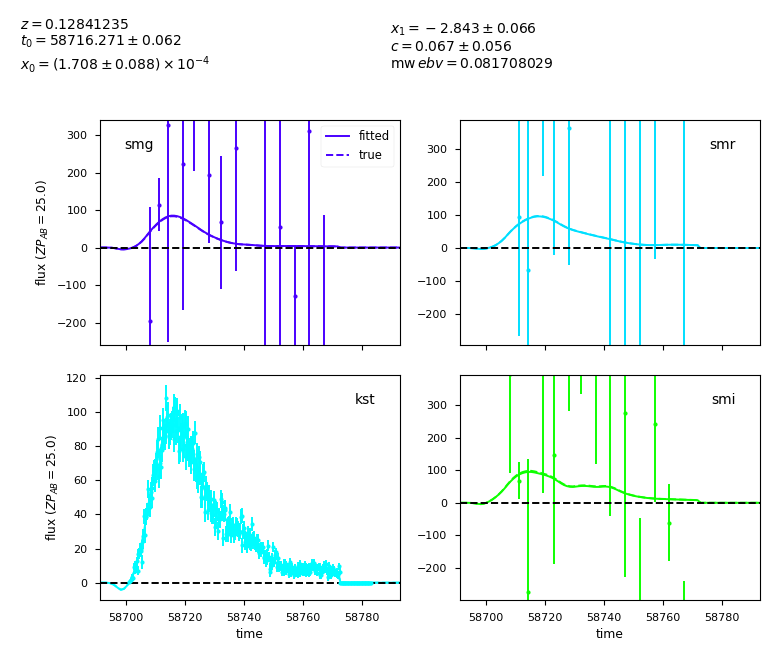 z = 0.12841235
t₀ = 58716.271 ± 0.062
x₀ = (1.708 ± 0.088) × 10⁻⁴
x₁ = −2.843 ± 0.066
c = 0.067 ± 0.056
mw ebv = 0.081708029
smg
fitted
true
300
200
100
0
−100
−200
flux (ZP_AB = 25.0)
smr
300
200
100
0
−100
−200
kst
120
100
80
60
40
20
0
flux (ZP_AB = 25.0)
58700 58720 58740 58760 58780
time
smi
300
200
100
0
−100
−200
58700 58720 58740 58760 58780
time